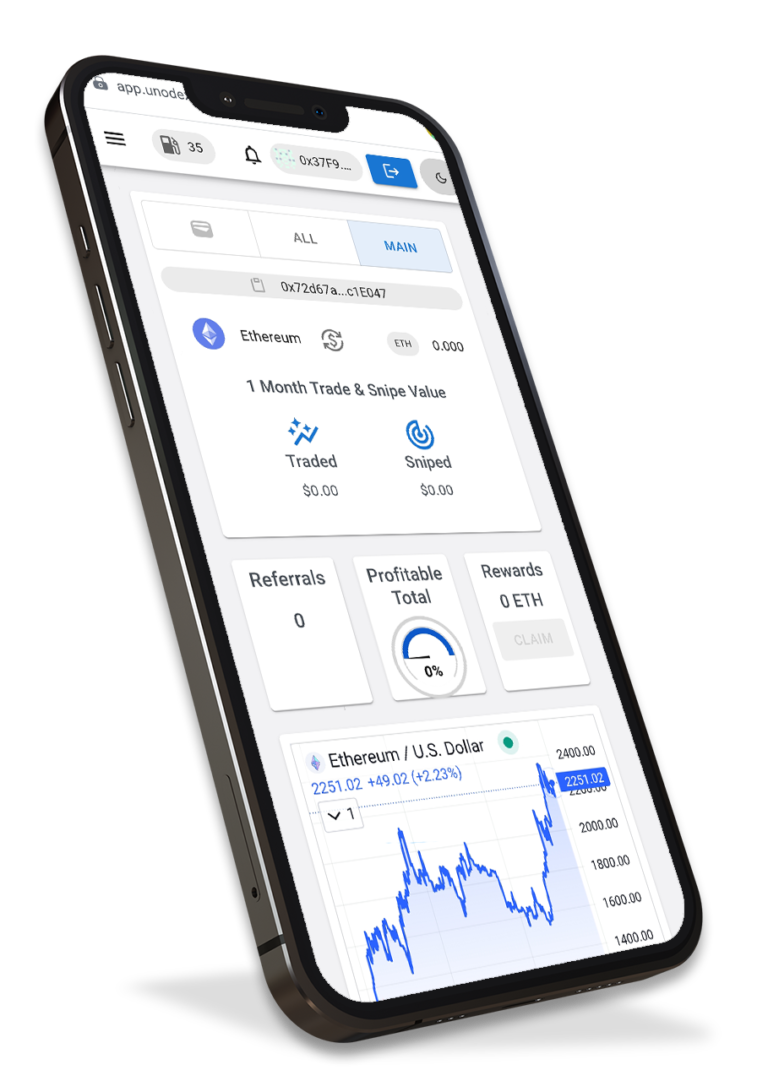 app.unode
35
0x37F9....
ALL
MAIN
0x72d67a...c1E047
Ethereum
ETH
0.000
1 Month Trade & Snipe Value
Traded
Sniped
$0.00
$0.00
Referrals
0
Profitable
Total
0%
Rewards
0 ETH
CLAIM
Ethereum / U.S. Dollar
2251.02 +49.02 (+2.23%)
1
2400.00
2251.02
2200.00
2000.00
1800.00
1600.00
1400.00